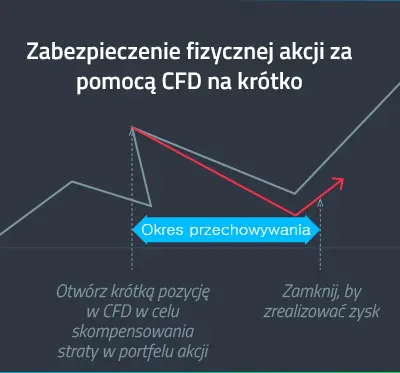 Zabezpieczenie fizycznej akcji za
pomocą CFD na krótko
Okres przechowywania
Otwórz krótką pozycję
w CFD w celu
skompensowania
straty w portfelu akcji
Zamknij, by
zrealizować zysk